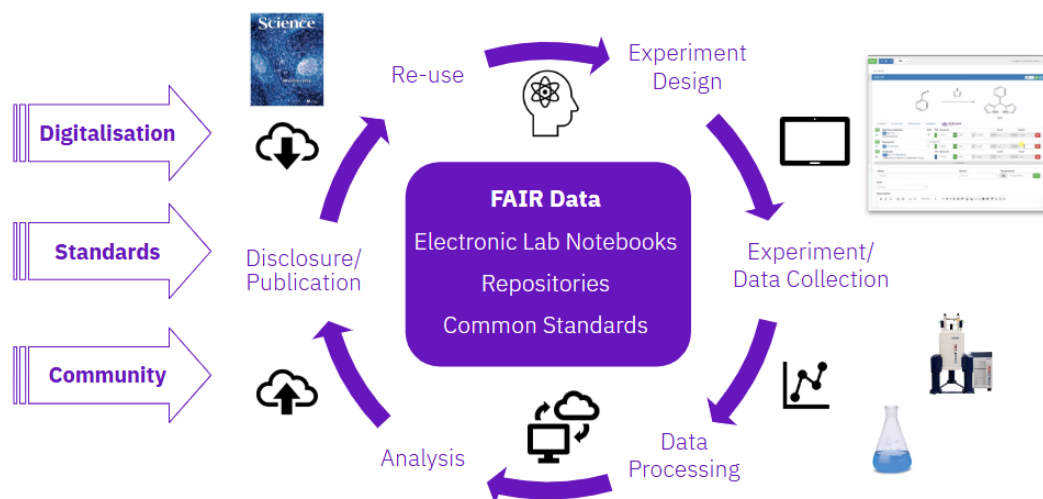 Science
Re-use
Experiment
Design
Digitalisation
FAIR Data
Electronic Lab Notebooks
Repositories
Common Standards
Standards
Disclosure/
Publication
Experiment/
Data Collection
Community
Analysis
Data
Processing